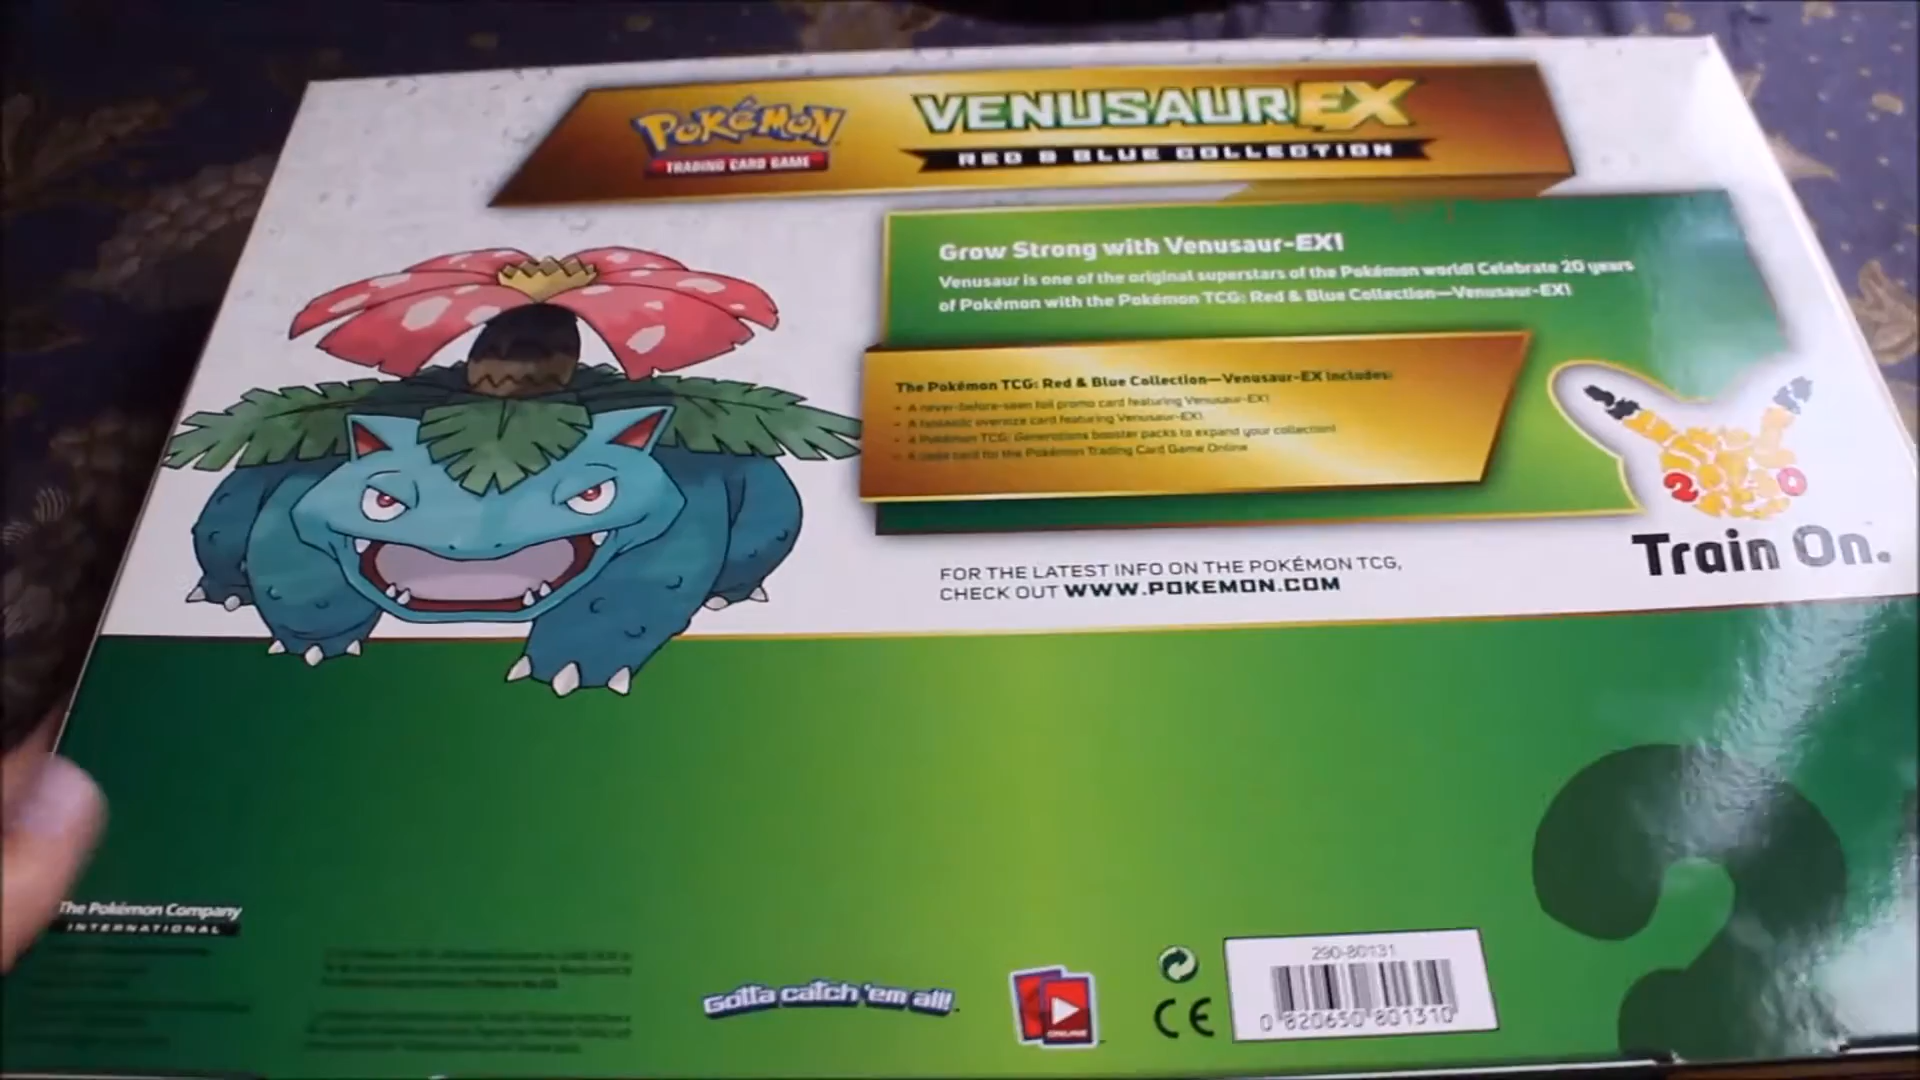 POKéMON
TRADING CARD GAME
VENUSAUR EX
RED & BLUE COLLECTION
Grow Strong with Venusaur-EX!
Venusaur is one of the original superstars of the Pokémon world! Celebrate 20 years
of Pokémon with the Pokémon TCG: Red & Blue Collection—Venusaur-EX!
The Pokémon TCG: Red & Blue Collection—Venusaur-EX includes:
• A never-before-seen foil promo card featuring Venusaur-EX!
• A fantastic oversize card featuring Venusaur-EX!
• 4 Pokémon TCG: Generations booster packs to expand your collection!
• A code card for the Pokémon Trading Card Game Online
20
Train On.
FOR THE LATEST INFO ON THE POKÉMON TCG,
CHECK OUT WWW.POKEMON.COM
The Pokémon Company
INTERNATIONAL
Gotta catch 'em all!
ONLINE
CE
290-80131
0 820650 801310